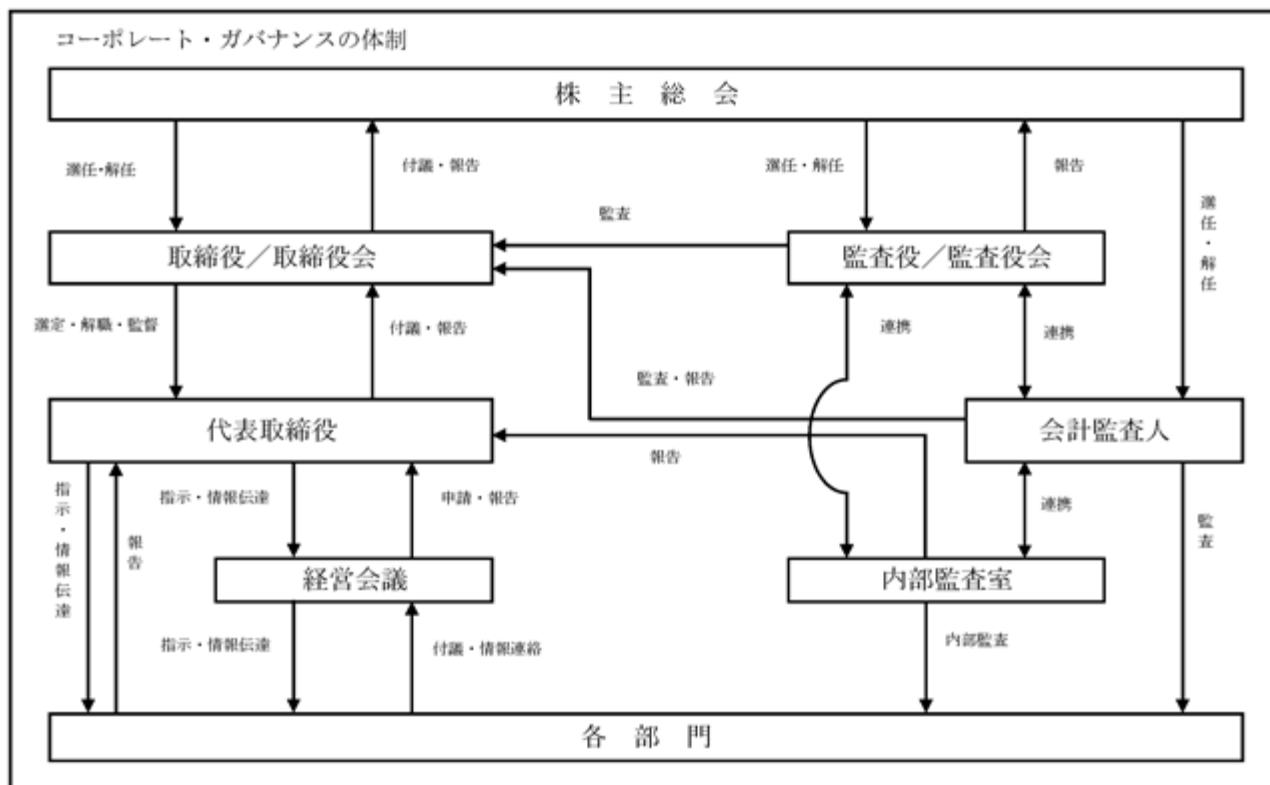 コーポレート・ガバナンスの体制
株主総会
選任・解任
付議・報告
選任・解任
報告
選任・解任
監査
取締役／取締役会
監査役／監査役会
選定・解職・監督
付議・報告
連携
連携
監査・報告
代表取締役
会計監査人
報告
指示・情報伝達
報告
指示・情報伝達
申請・報告
連携
監査
経営会議
内部監査室
指示・情報伝達
付議・情報連絡
内部監査
各部門